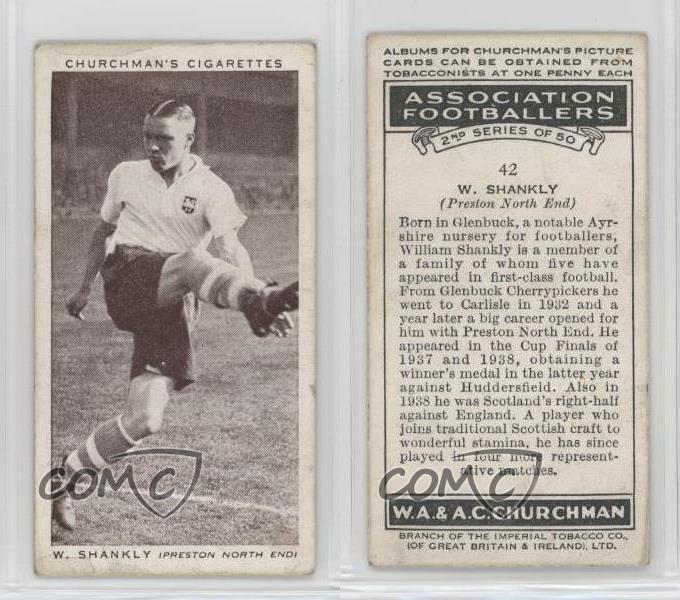 CHURCHMAN'S CIGARETTES
COMC
W. SHANKLY (PRESTON NORTH END)
ALBUMS FOR CHURCHMAN'S PICTURE
CARDS CAN BE OBTAINED FROM
TOBACCONISTS AT ONE PENNY EACH
ASSOCIATION
FOOTBALLERS
2ND SERIES OF 50
42
W. SHANKLY
(Preston North End)
Born in Glenbuck, a notable Ayr-
shire nursery for footballers,
William Shankly is a member of
a family of whom five have
appeared in first-class football.
From Glenbuck Cherrypickers he
went to Carlisle in 1932 and a
year later a big career opened for
him with Preston North End. He
appeared in the Cup Finals of
1937 and 1938, obtaining a
winner's medal in the latter year
against Huddersfield. Also in
1938 he was Scotland's right-half
against England. A player who
joins traditional Scottish craft to
wonderful stamina, he has since
played in four more represent-
ative matches.
COMC
W.A. & A.C. CHURCHMAN
BRANCH OF THE IMPERIAL TOBACCO CO.,
(OF GREAT BRITAIN & IRELAND), LTD.